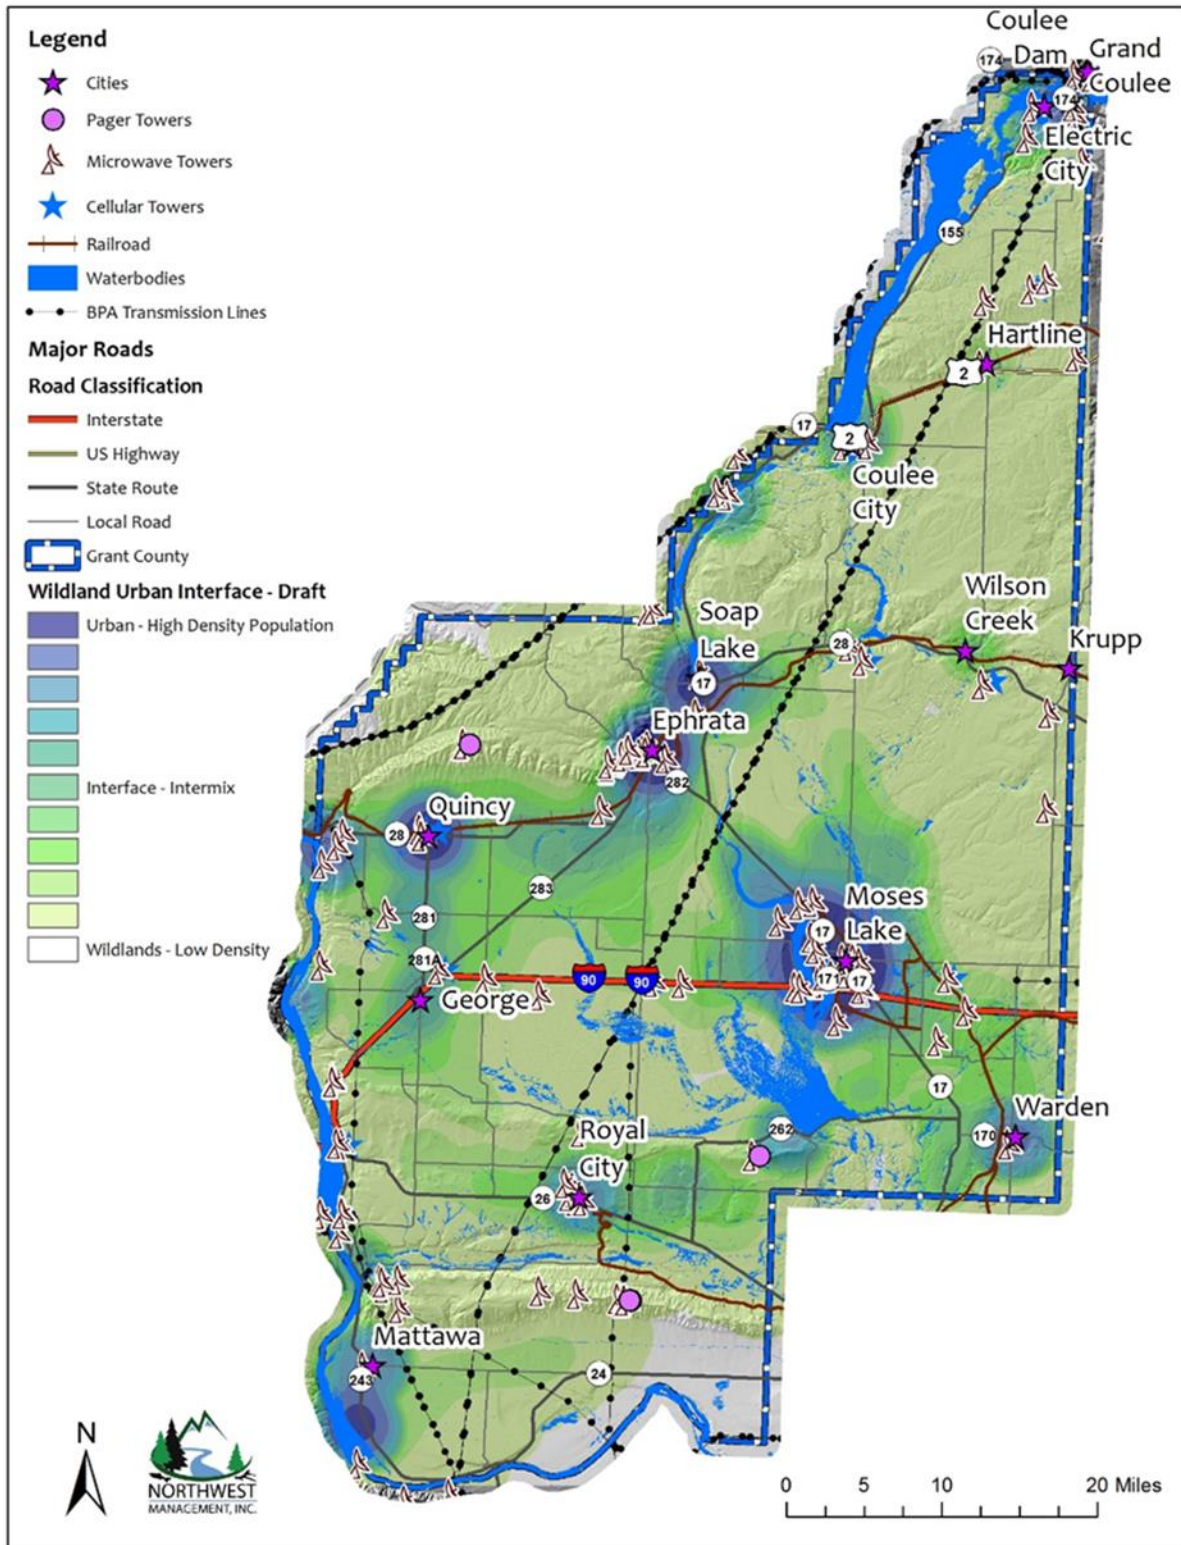 Legend
Cities
Pager Towers
Microwave Towers
Cellular Towers
Railroad
Waterbodies
BPA Transmission Lines
Major Roads
Road Classification
Interstate
US Highway
State Route
Local Road
Grant County
Wildland Urban Interface - Draft
Urban - High Density Population
Interface - Intermix
Wildlands - Low Density
Coulee
Dam
Grand
Coulee
174
174
Electric
City
155
Hartline
2
17
2
Coulee
City
Wilson
Creek
Soap
Lake
28
Krupp
17
Ephrata
282
Quincy
28
283
281
Moses
Lake
17
281A
90
90
171
17
George
17
Warden
262
170
Royal
City
26
Mattawa
243
24
N
NORTHWEST
MANAGEMENT, INC.
0 5 10 20 Miles